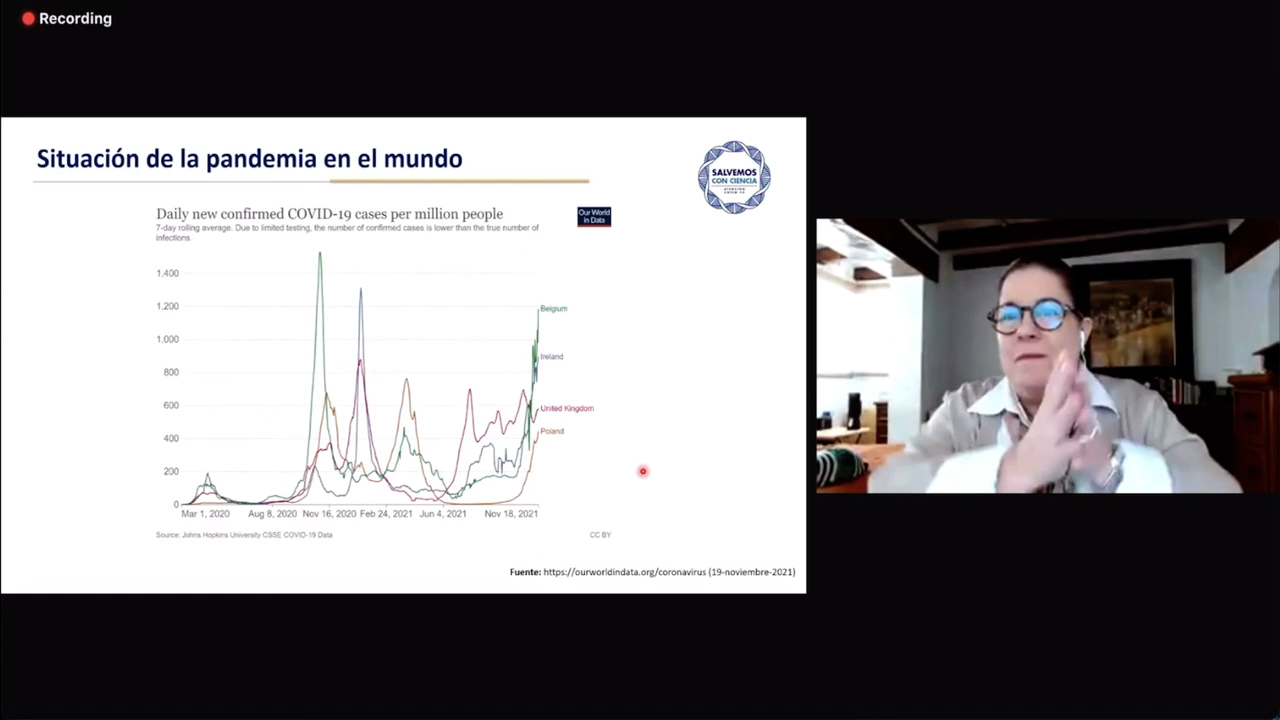 Recording
Situación de la pandemia en el mundo
SALVEMOS
CON CIENCIA
ATENCIÓN
COVID-19
Daily new confirmed COVID-19 cases per million people
Our World
in Data
7-day rolling average. Due to limited testing, the number of confirmed cases is lower than the true number of
infections.
1,400
1,200
1,000
800
600
400
200
0
Belgium
Ireland
United Kingdom
Poland
Mar 1, 2020 Aug 8, 2020 Nov 16, 2020 Feb 24, 2021 Jun 4, 2021 Nov 18, 2021
Source: Johns Hopkins University CSSE COVID-19 Data
CC BY
Fuente: https://ourworldindata.org/coronavirus (19-noviembre-2021)